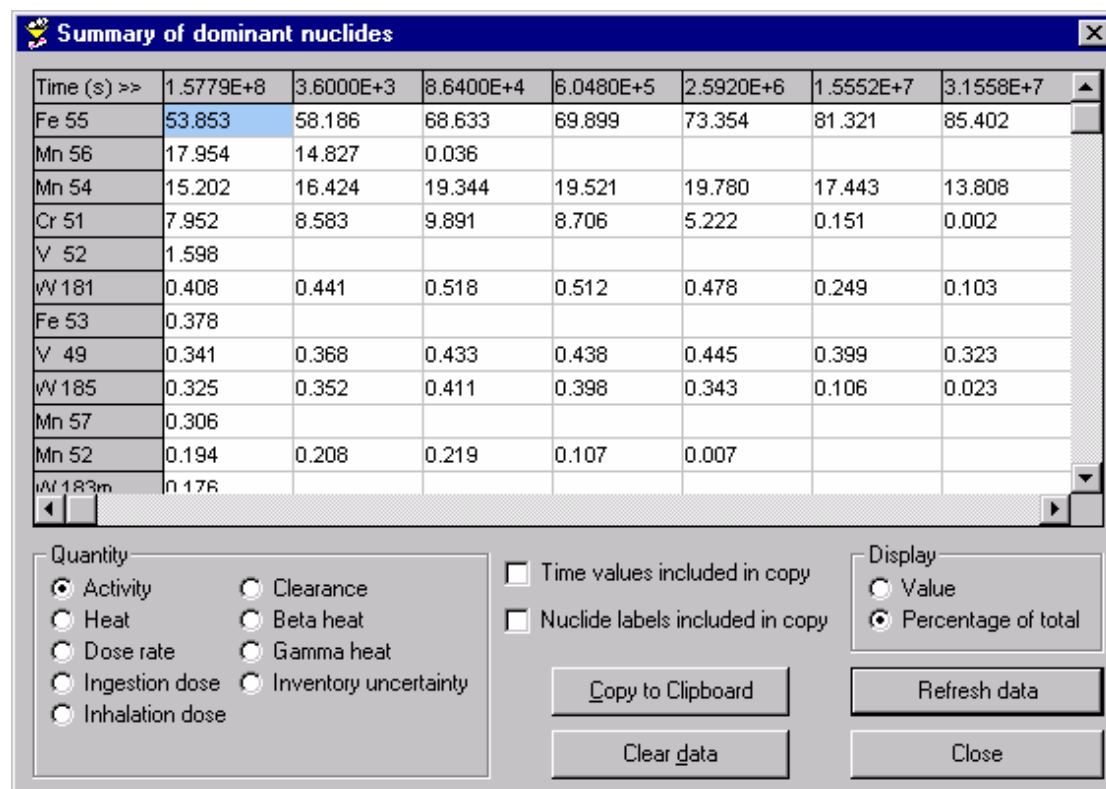 Summary of dominant nuclides
Time (s) >> 1.5779E+8 3.6000E+3 8.6400E+4 6.0480E+5 2.5920E+6 1.5552E+7 3.1558E+7
Fe 55 53.853 58.186 68.633 69.899 73.354 81.321 85.402
Mn 56 17.954 14.827 0.036
Mn 54 15.202 16.424 19.344 19.521 19.780 17.443 13.808
Cr 51 7.952 8.583 9.891 8.706 5.222 0.151 0.002
V 52 1.598
W 181 0.408 0.441 0.518 0.512 0.478 0.249 0.103
Fe 53 0.378
V 49 0.341 0.368 0.433 0.438 0.445 0.399 0.323
W 185 0.325 0.352 0.411 0.398 0.343 0.106 0.023
Mn 57 0.306
Mn 52 0.194 0.208 0.219 0.107 0.007
W 183m 0.176
Quantity
Activity
Heat
Dose rate
Ingestion dose
Inhalation dose
Clearance
Beta heat
Gamma heat
Inventory uncertainty
Time values included in copy
Nuclide labels included in copy
Copy to Clipboard
Clear data
Display
Value
Percentage of total
Refresh data
Close